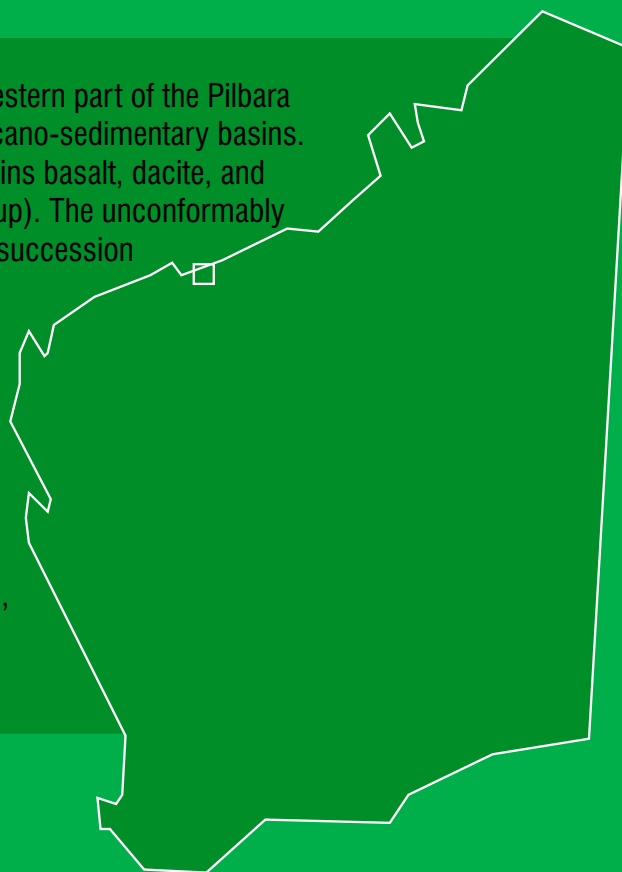 estern part of the Pilbara
cano-sedimentary basins.
ins basalt, dacite, and
up). The unconformably
succession
,